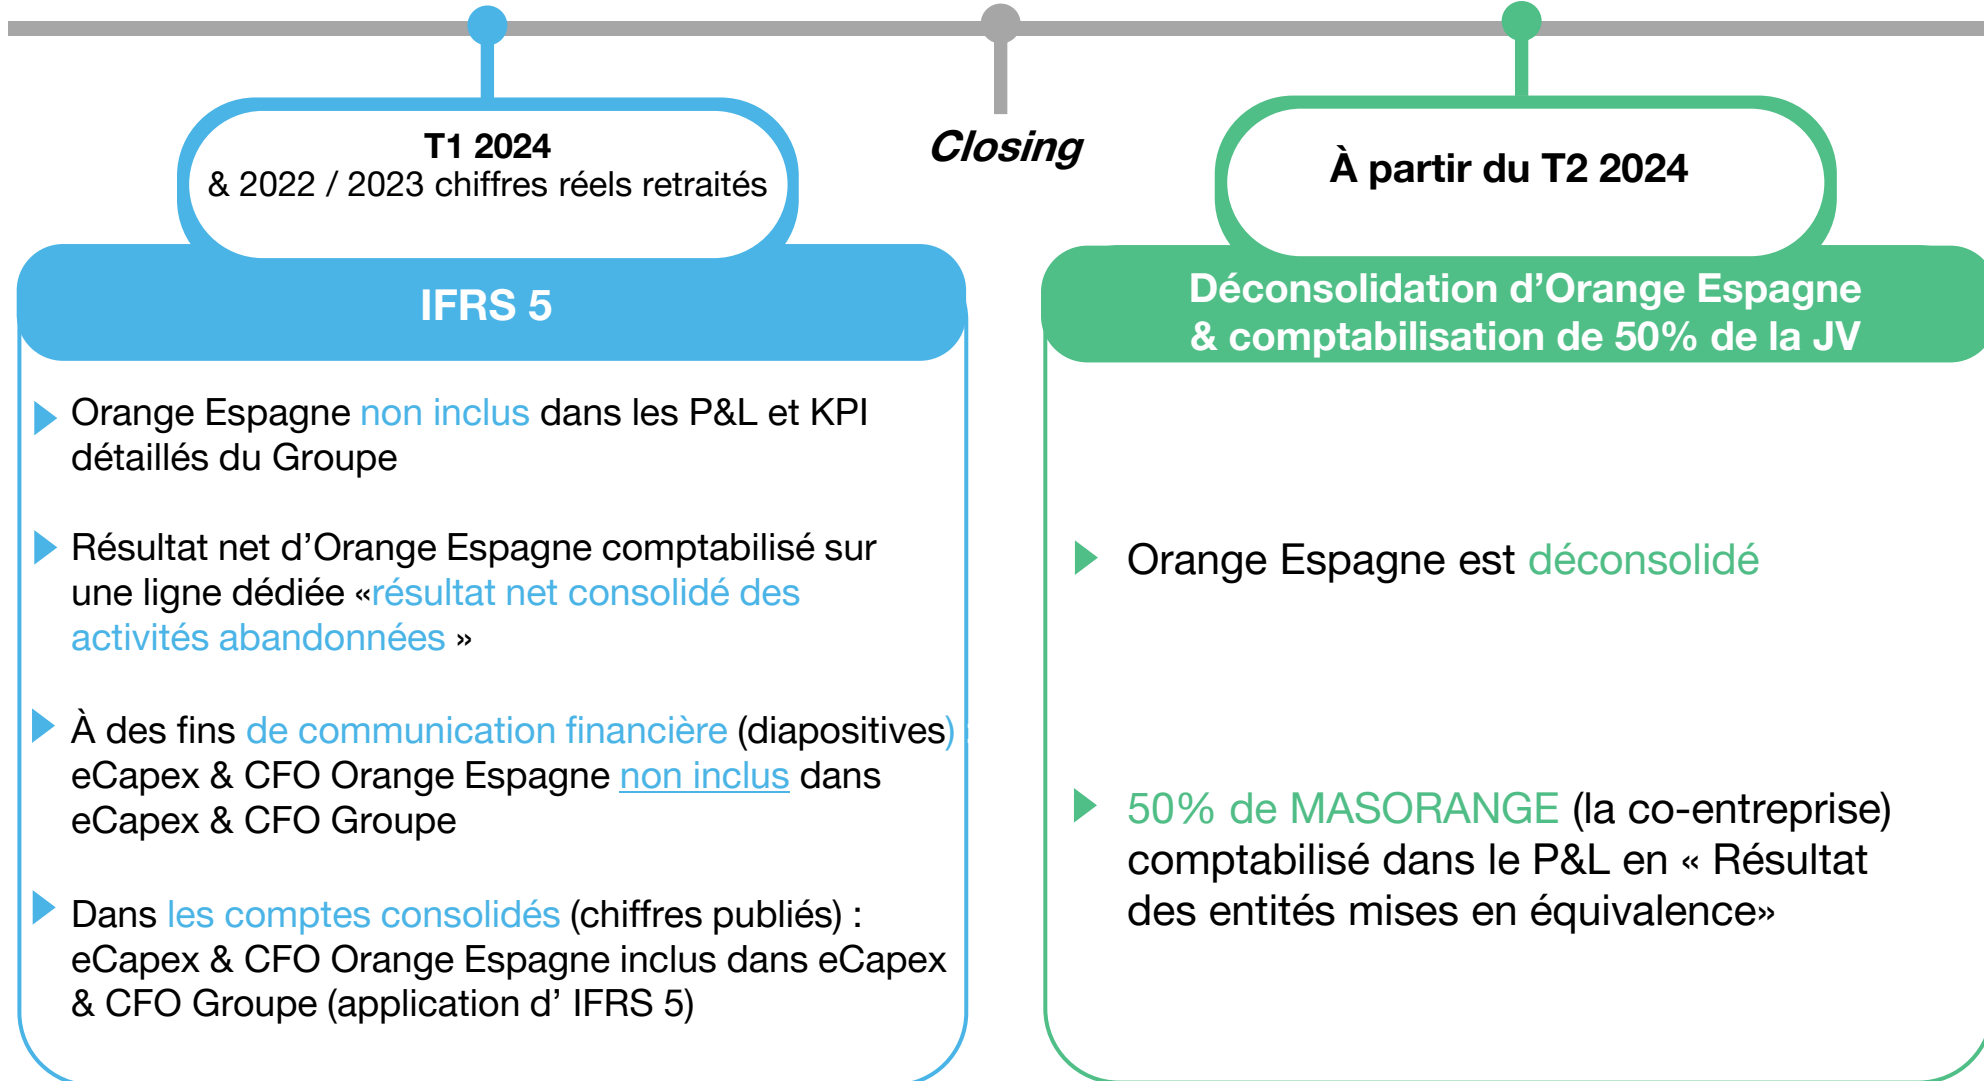 T1 2024
& 2022 / 2023 chiffres réels retraités
Closing
À partir du T2 2024
IFRS 5
Orange Espagne non inclus dans les P&L et KPI
détaillés du Groupe
Résultat net d’Orange Espagne comptabilisé sur
une ligne dédiée «résultat net consolidé des
activités abandonnées »
À des fins de communication financière (diapositives) :
eCapex & CFO Orange Espagne non inclus dans
eCapex & CFO Groupe
Dans les comptes consolidés (chiffres publiés) :
eCapex & CFO Orange Espagne inclus dans eCapex
& CFO Groupe (application d’ IFRS 5)
Déconsolidation d’Orange Espagne
& comptabilisation de 50% de la JV
Orange Espagne est déconsolidé
50% de MASORANGE (la co-entreprise)
comptabilisé dans le P&L en « Résultat
des entités mises en équivalence»